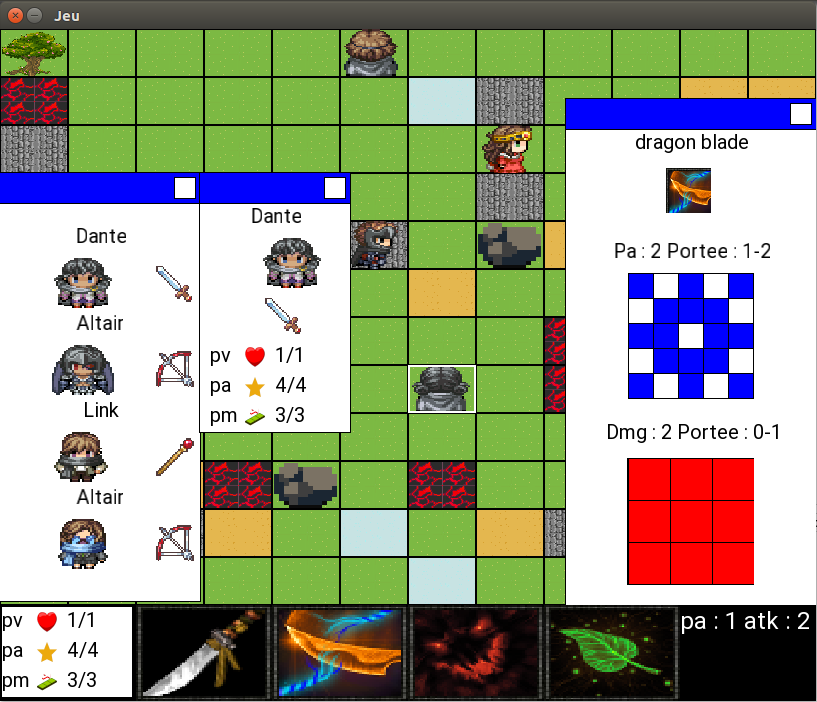 Jeu
Dante
Altair
Link
Altair
Dante
pv 1/1
pa 4/4
pm 3/3
dragon blade
Pa : 2 Portee : 1-2
Dmg : 2 Portee : 0-1
pv 1/1
pa 4/4
pm 3/3
pa : 1 atk : 2